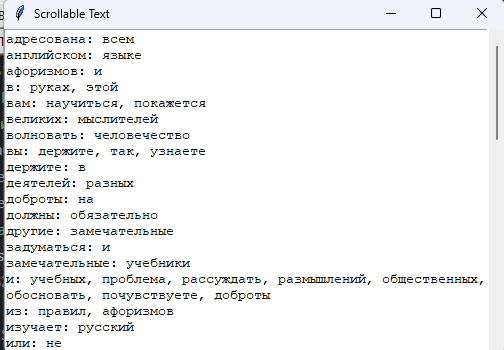 Scrollable Text
адресована: всем
английском: языке
афоризмов: и
в: руках, этой
вам: научиться, покажется
великих: мыслителей
волновать: человечество
вы: держите, так, узнаете
держите: в
деятелей: разных
доброты: на
должны: обязательно
другие: замечательные
задуматься: и
замечательные: учебники
и: учебных, проблема, рассуждать, размышлений, общественных,
обосновать, почувствуете, доброты
из: правил, афоризмов
изучает: русский
или: не